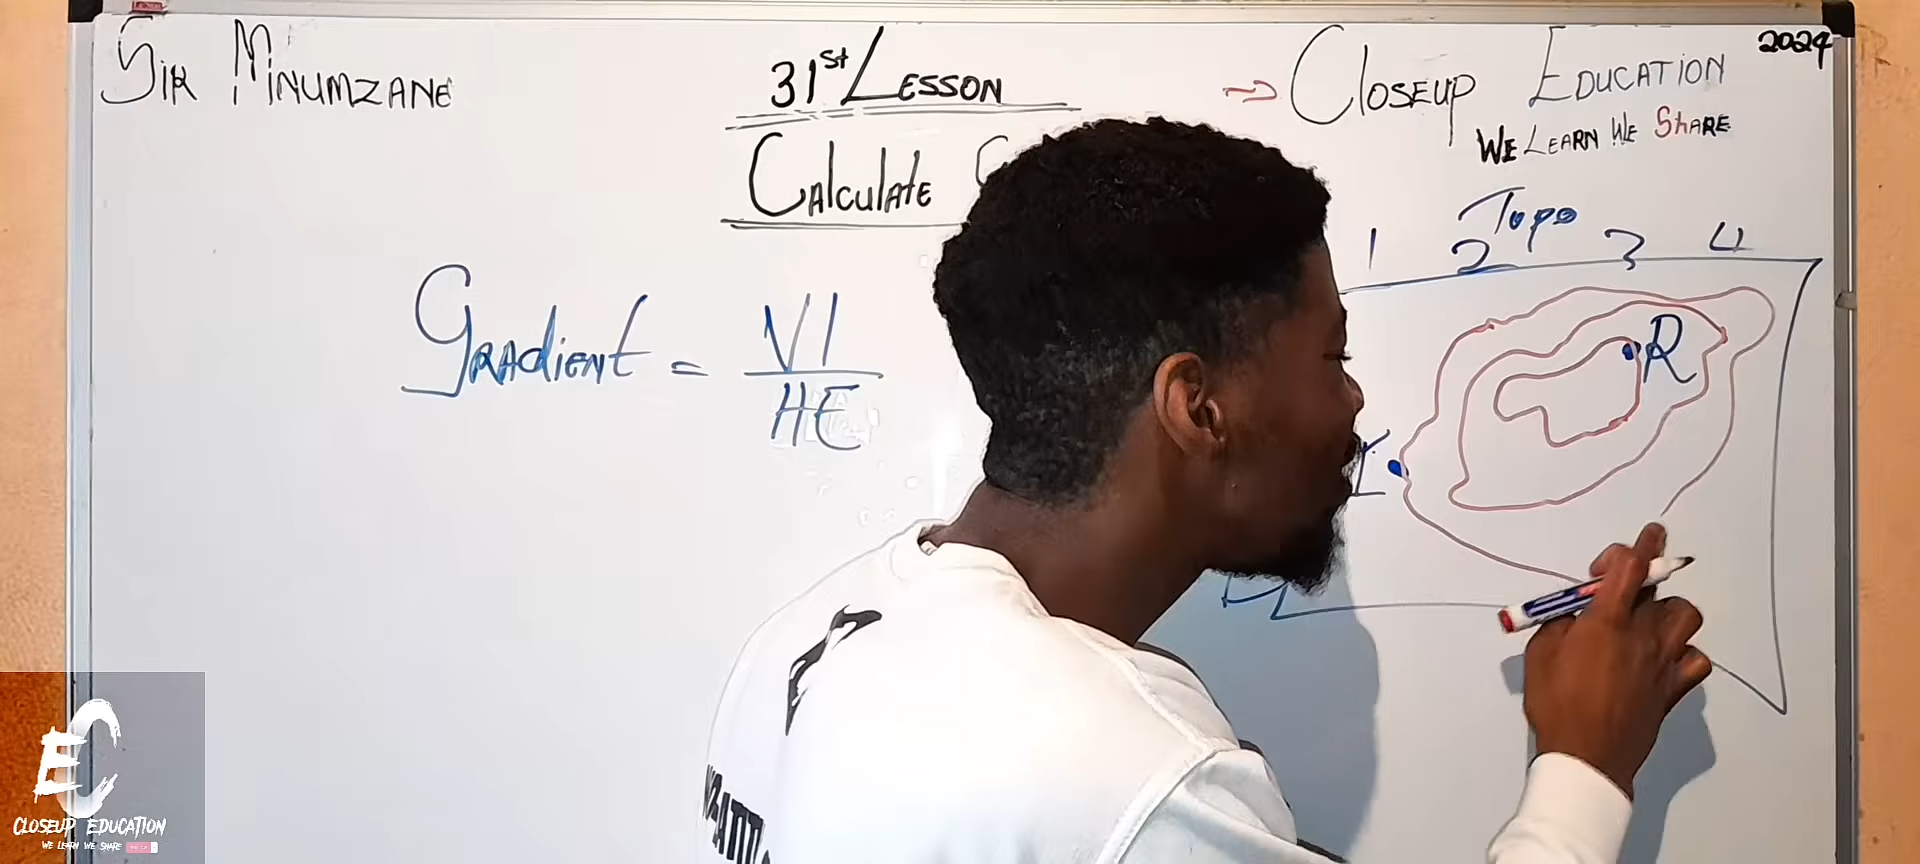 Sir Minumzane
31st Lesson
Closeup Education
2024
We Learn We Share
Calculate
Topo
1 2 3 4
Gradient = VI
HE
R
EC
Closeup Education
We Learn We Share